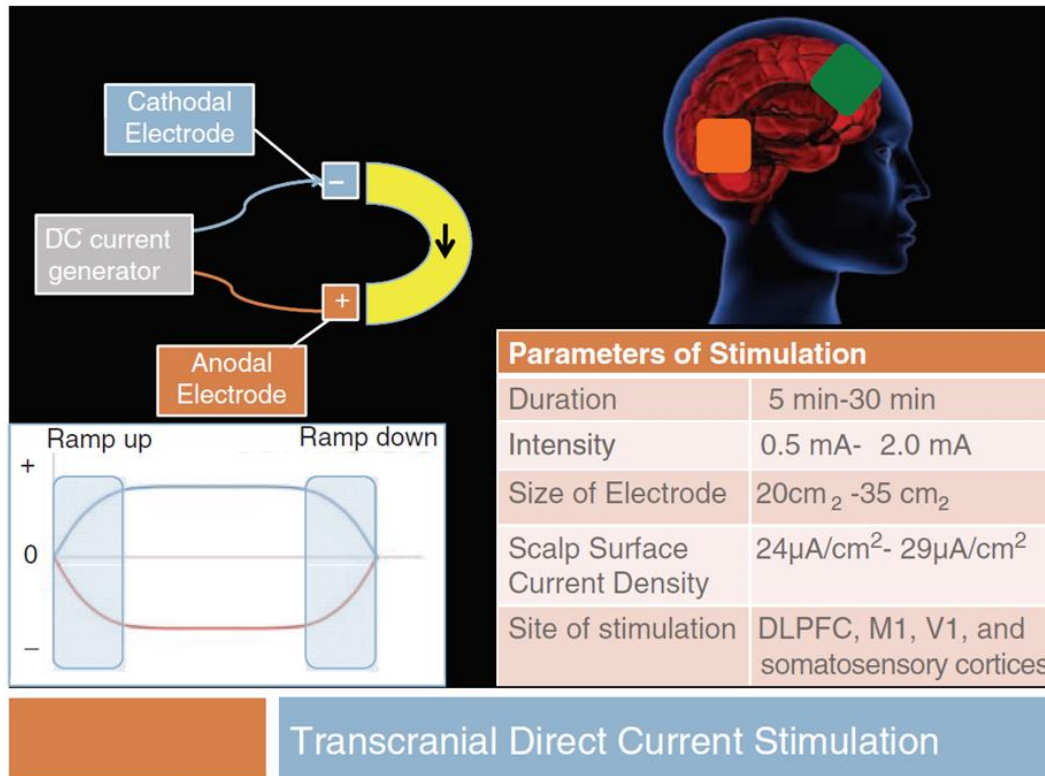 Cathodal
Electrode
−
DC current
generator
+
Anodal
Electrode
Ramp up
Ramp down
+
0
−
Parameters of Stimulation
Duration 5 min-30 min
Intensity 0.5 mA- 2.0 mA
Size of Electrode 20cm₂ -35 cm₂
Scalp Surface 24µA/cm²- 29µA/cm²
Current Density
Site of stimulation DLPFC, M1, V1, and
somatosensory cortices
Transcranial Direct Current Stimulation